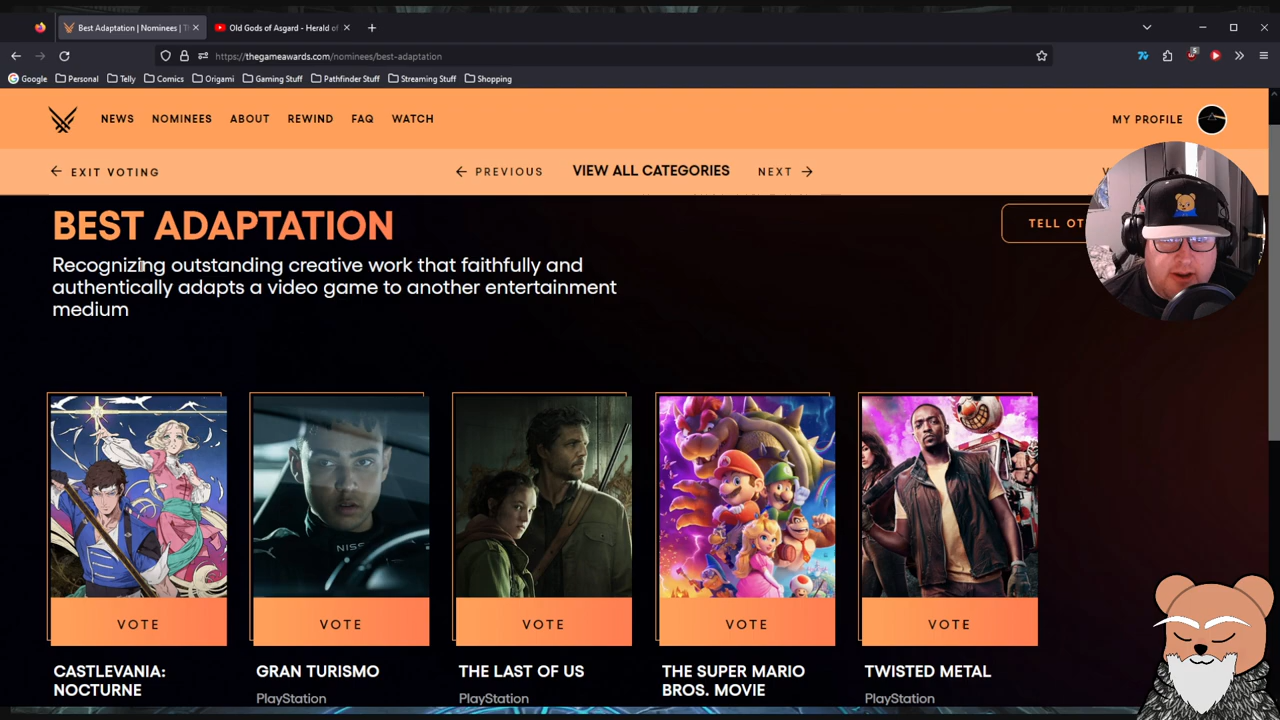 Best Adaptation | Nominees | Th
Old Gods of Asgard - Herald of
https://thegameawards.com/nominees/best-adaptation
5
Google Personal Telly Comics Origami Gaming Stuff Pathfinder Stuff Streaming Stuff Shopping
NEWS NOMINEES ABOUT REWIND FAQ WATCH
MY PROFILE
EXIT VOTING
PREVIOUS VIEW ALL CATEGORIES NEXT
BEST ADAPTATION
TELL OT
Recognizing outstanding creative work that faithfully and
authentically adapts a video game to another entertainment
medium
NISS
VOTE VOTE VOTE VOTE VOTE
CASTLEVANIA:
NOCTURNE
GRAN TURISMO
PlayStation
THE LAST OF US
PlayStation
THE SUPER MARIO
BROS. MOVIE
TWISTED METAL
PlayStation